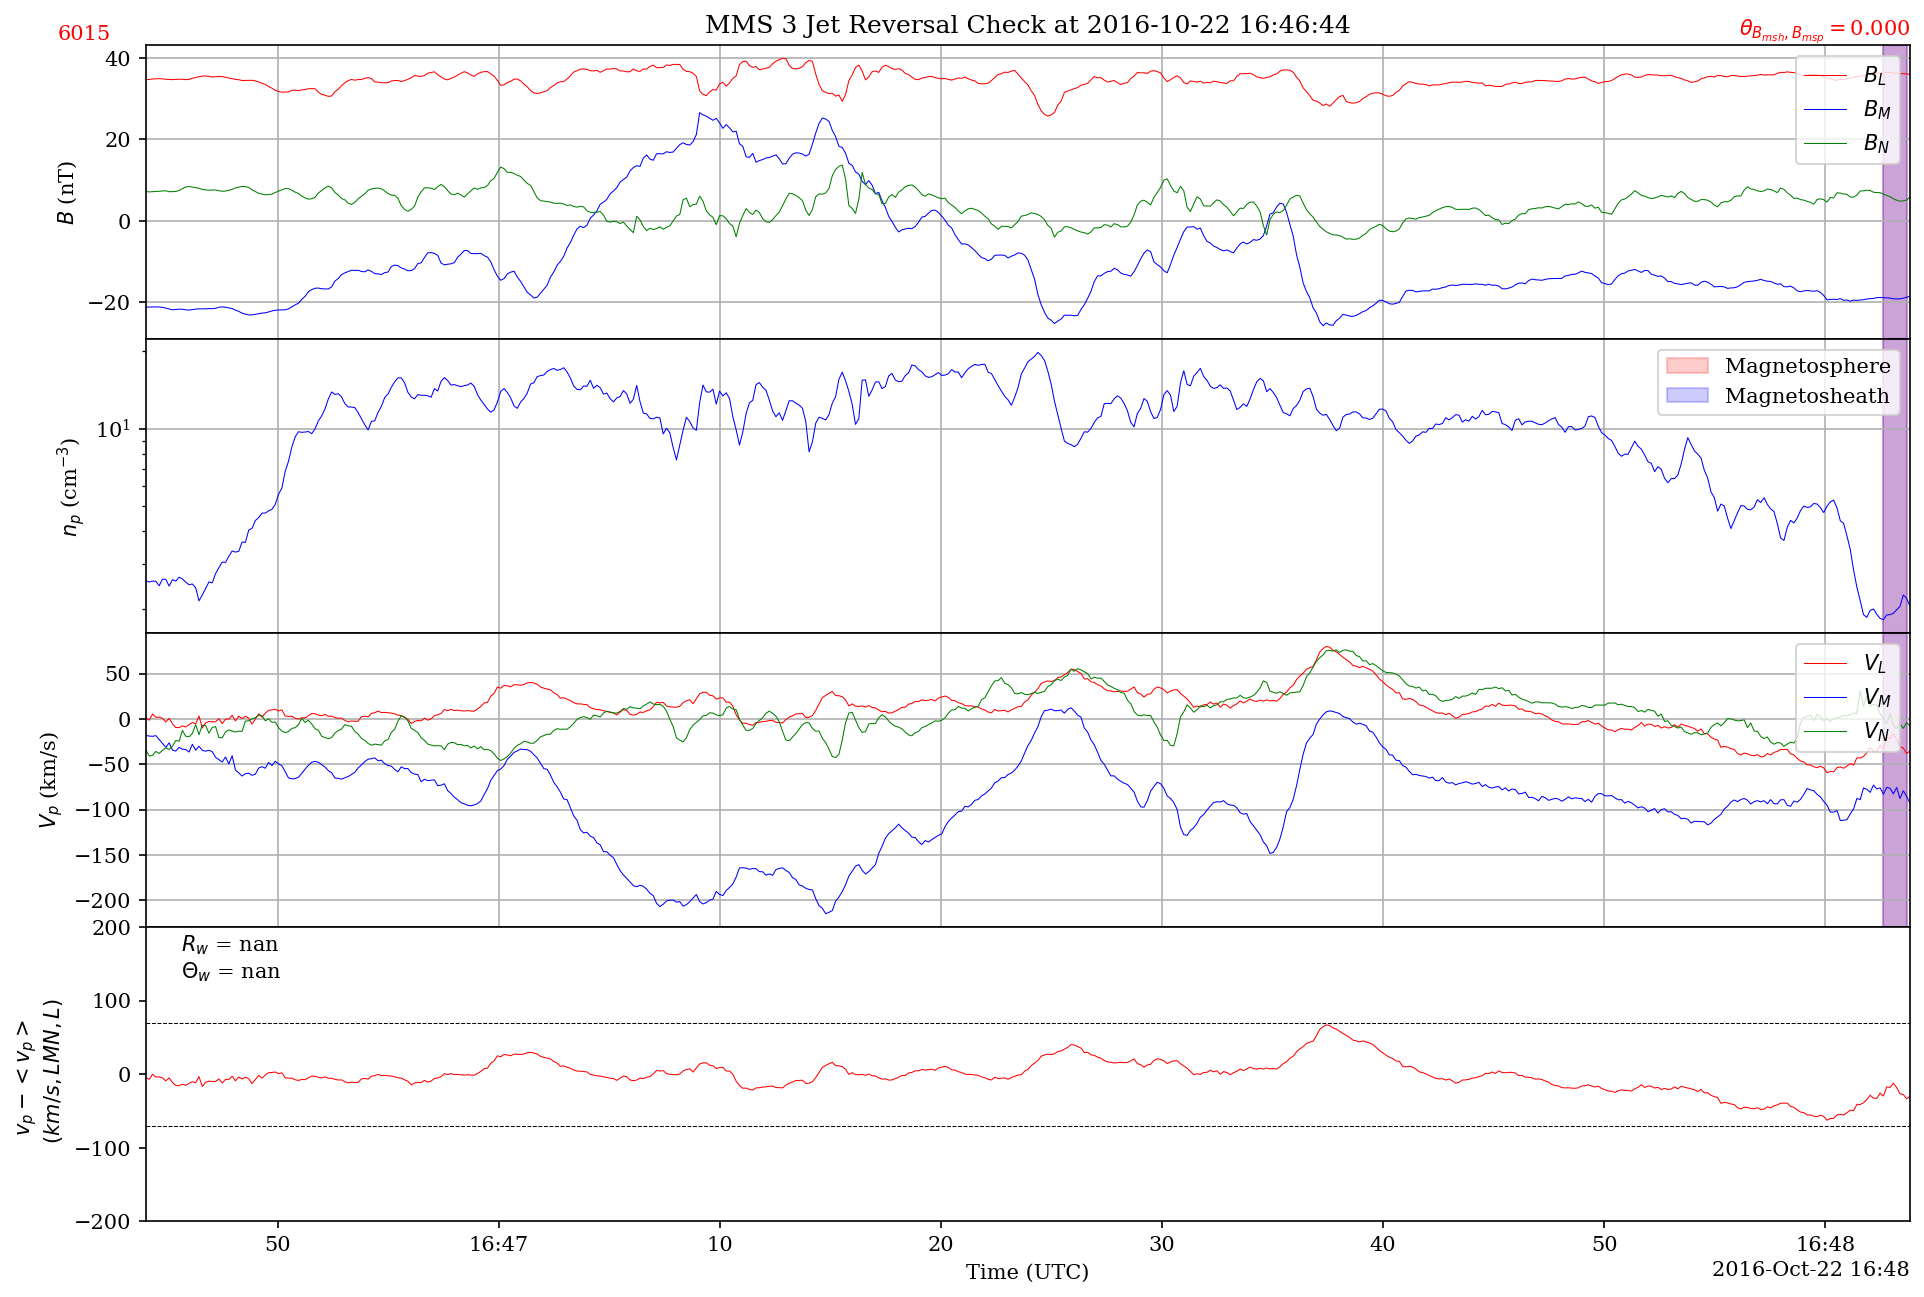 MMS 3 Jet Reversal Check at 2016-10-22 16:46:44
6015
θ_{B_{msh}, B_{msp}} = 0.000
40
20
0
−20
B (nT)
B_L
B_M
B_N
10^1
n_p (cm^{−3})
Magnetosphere
Magnetosheath
50
0
−50
−100
−150
−200
V_p (km/s)
V_L
V_M
V_N
200
100
0
−100
−200
v_p − < v_p >
(km/s, LMN, L)
R_w = nan
Θ_w = nan
50
16:47
10
20
30
40
50
16:48
Time (UTC)
2016-Oct-22 16:48